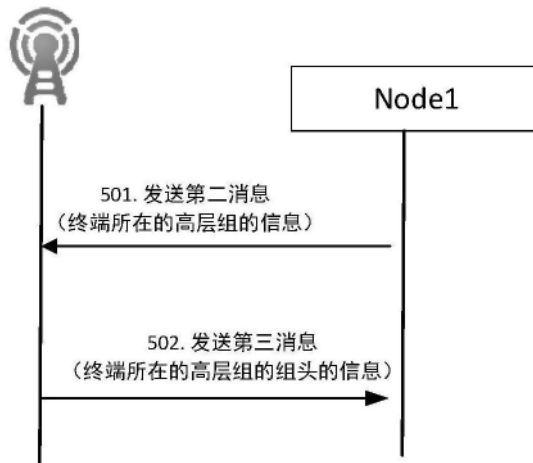 Node1
501. 发送第二消息
（终端所在的高层组的信息）
502. 发送第三消息
（终端所在的高层组的组头的信息）